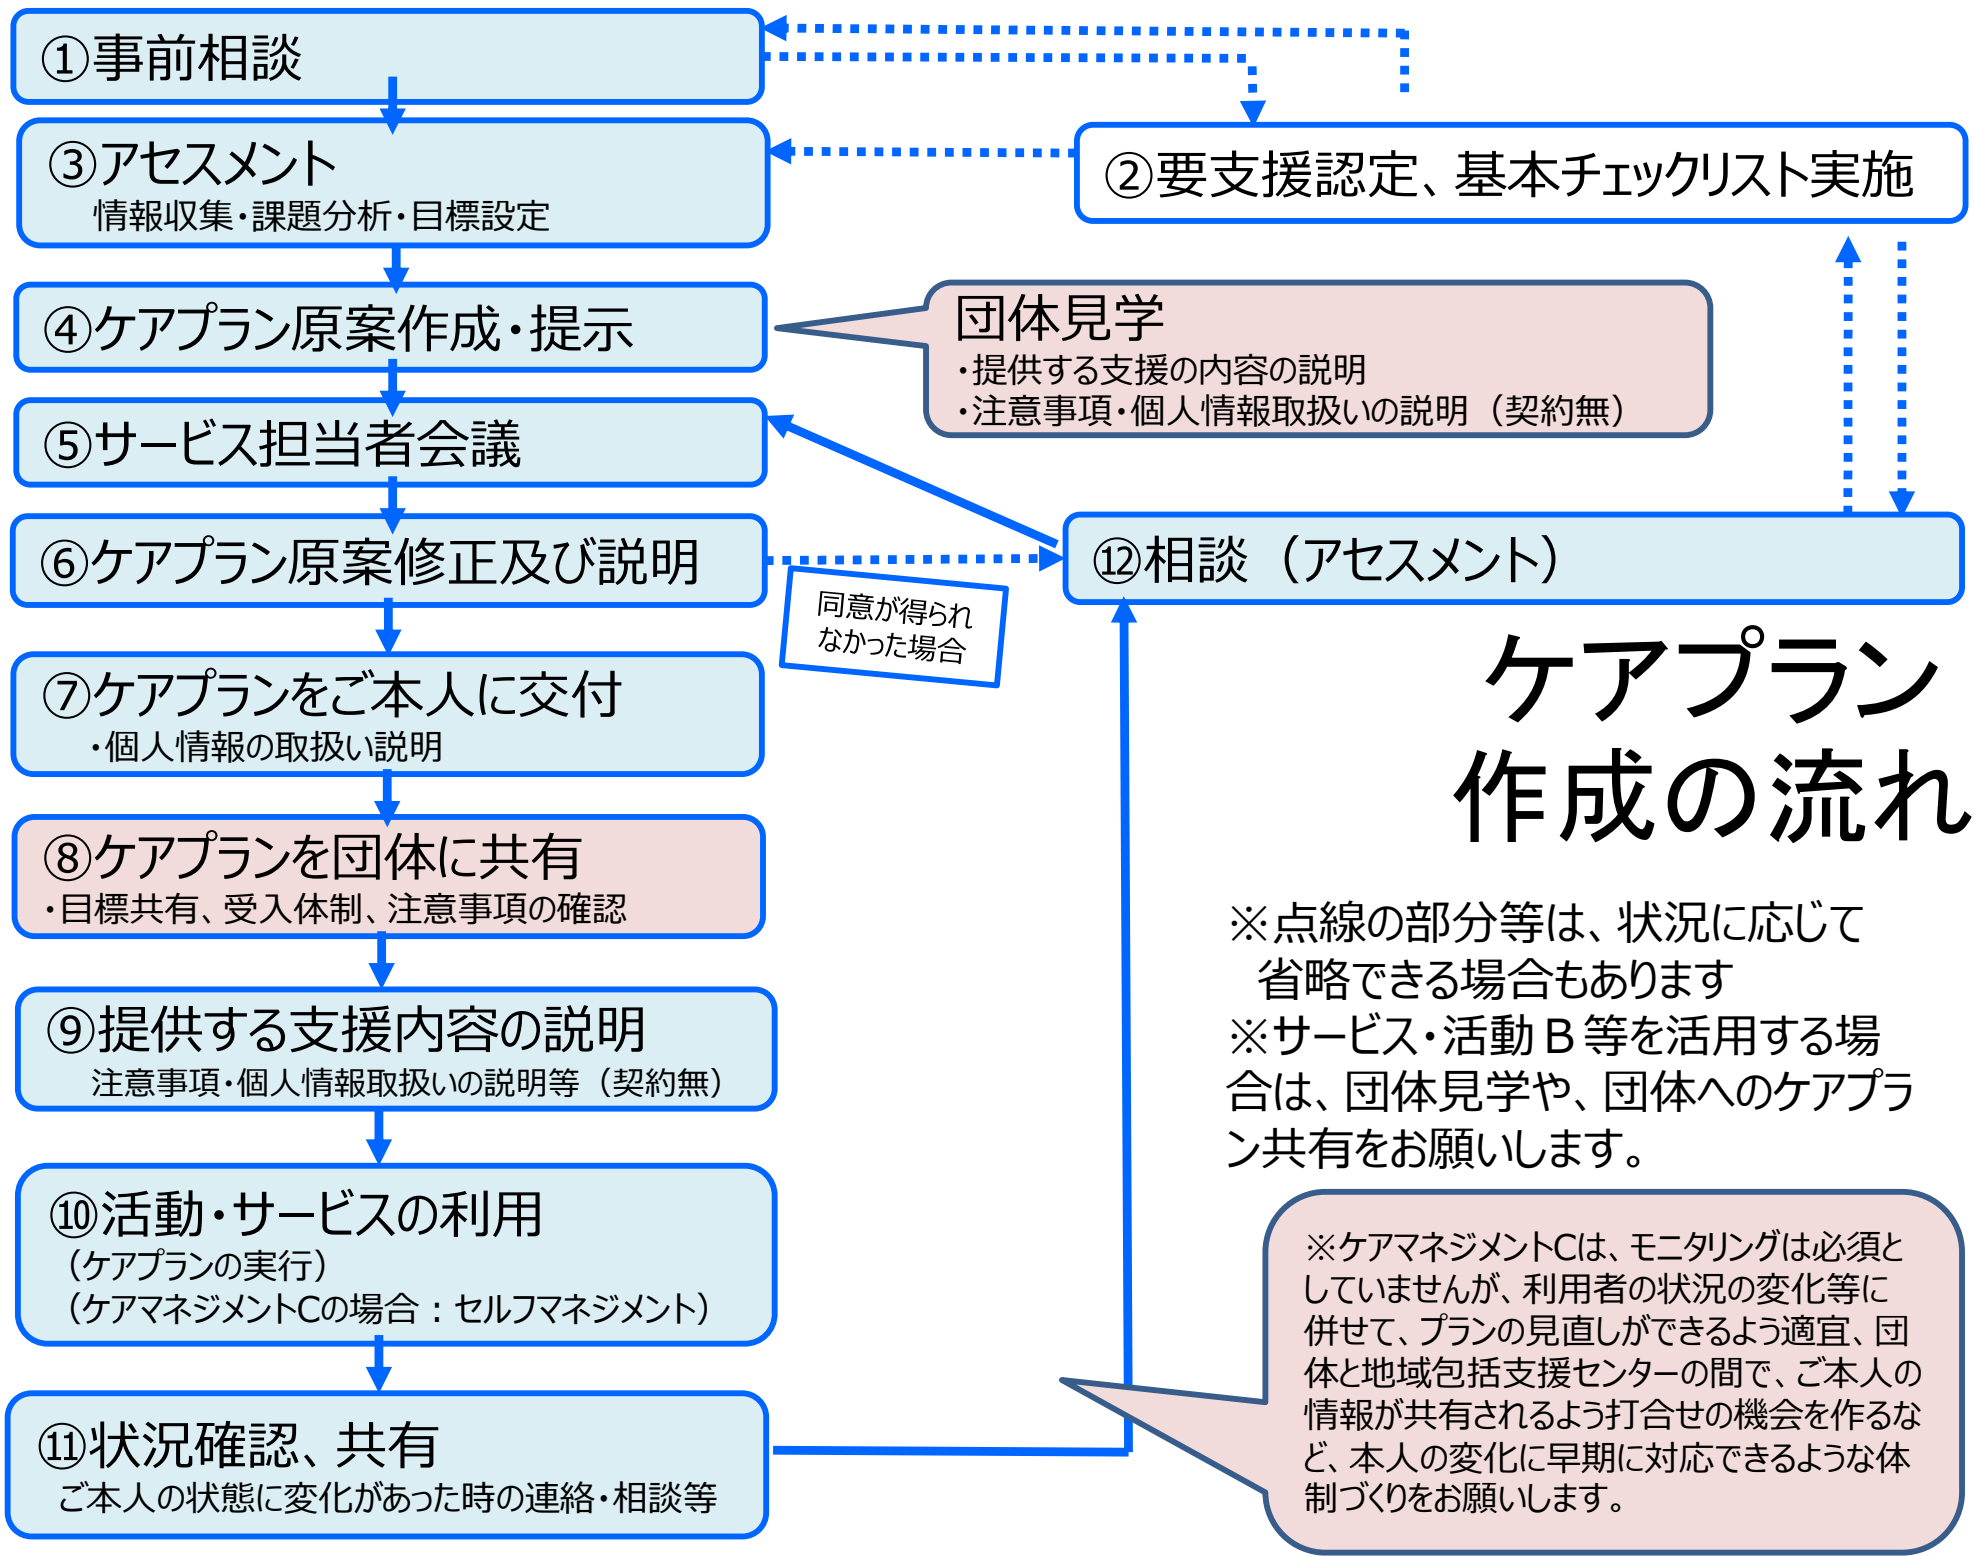 ①事前相談
③アセスメント
情報収集・課題分析・目標設定
②要支援認定、基本チェックリスト実施
④ケアプラン原案作成・提示
団体見学
・提供する支援の内容の説明
・注意事項・個人情報取扱いの説明（契約無）
⑤サービス担当者会議
⑥ケアプラン原案修正及び説明
同意が得られ
なかった場合
⑫相談（アセスメント）
⑦ケアプランをご本人に交付
・個人情報の取扱い説明
⑧ケアプランを団体に共有
・目標共有、受入体制、注意事項の確認
⑨提供する支援内容の説明
注意事項・個人情報取扱いの説明等（契約無）
⑩活動・サービスの利用
（ケアプランの実行）
（ケアマネジメントCの場合：セルフマネジメント）
⑪状況確認、共有
ご本人の状態に変化があった時の連絡・相談等
ケアプラン
作成の流れ
※点線の部分等は、状況に応じて
省略できる場合もあります
※サービス・活動Ｂ等を活用する場
合は、団体見学や、団体へのケアプラ
ン共有をお願いします。
※ケアマネジメントCは、モニタリングは必須と
していませんが、利用者の状況の変化等に
併せて、プランの見直しができるよう適宜、団
体と地域包括支援センターの間で、ご本人の
情報が共有されるよう打合せの機会を作るな
ど、本人の変化に早期に対応できるような体
制づくりをお願いします。